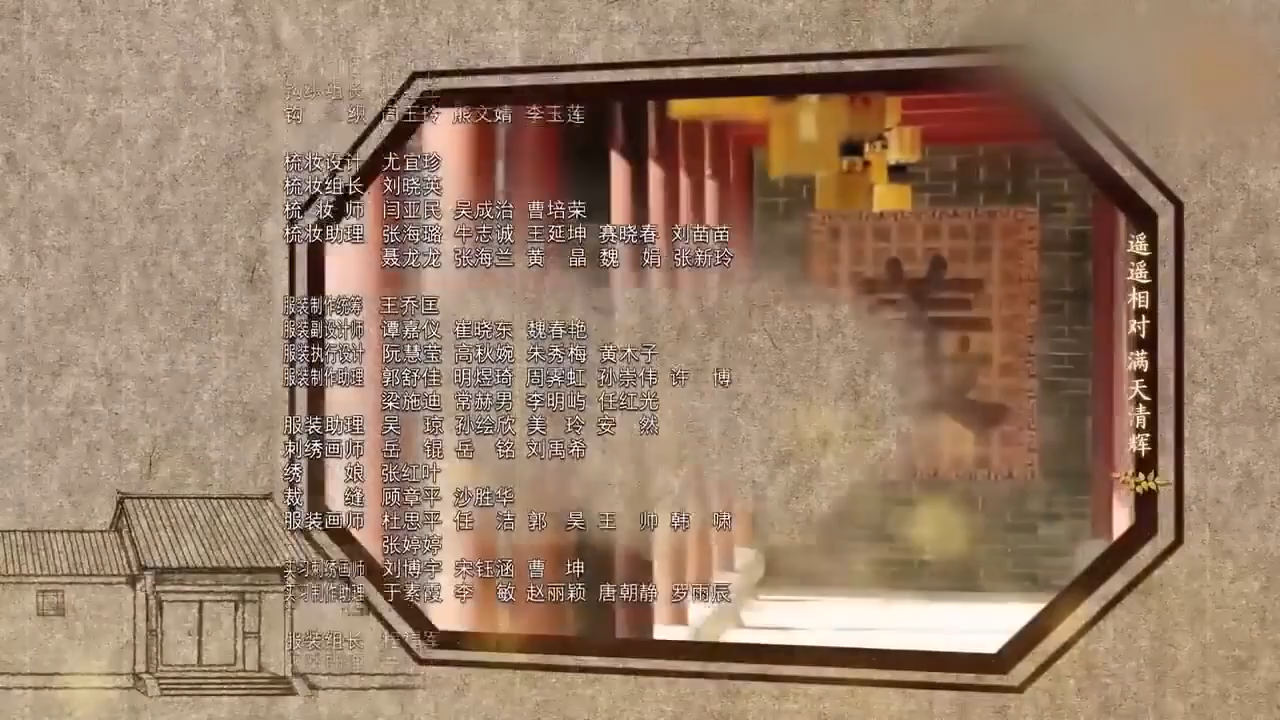 钩织组长
钩 织 周玉玲 熊文婧 李玉莲
梳妆设计 尤宜珍
梳妆组长 刘晓英
梳妆师 闫亚民 吴成治 曹培荣
梳妆助理 张海璐 牛志诚 王延坤 赛晓春 刘苗苗
聂龙龙 张海兰 黄 晶 魏 娟 张新玲
服装制作统筹 王乔匡
服装副设计师 谭嘉仪 崔晓东 魏春艳
服装执行设计 阮慧莹 高秋婉 朱秀梅 黄木子
服装制作助理 郭舒佳 明煜琦 周霁虹 孙崇伟 许 博
梁施迪 常赫男 李明屿 任红光
服装助理 吴 琼 孙绘欣 美 玲 安 然
刺绣画师 岳 锟 岳 铭 刘禹希
绣 娘 张红叶
裁 缝 顾章平 沙胜华
服装画师 杜思平 任 洁 郭 昊 王 帅 韩 啸
张婷婷
实习刺绣画师 刘博宇 宋钰涵 曹 坤
实习制作助理 于素霞 李 敏 赵丽颖 唐朝静 罗雨辰
服装组长
遥遥相对 满天清辉